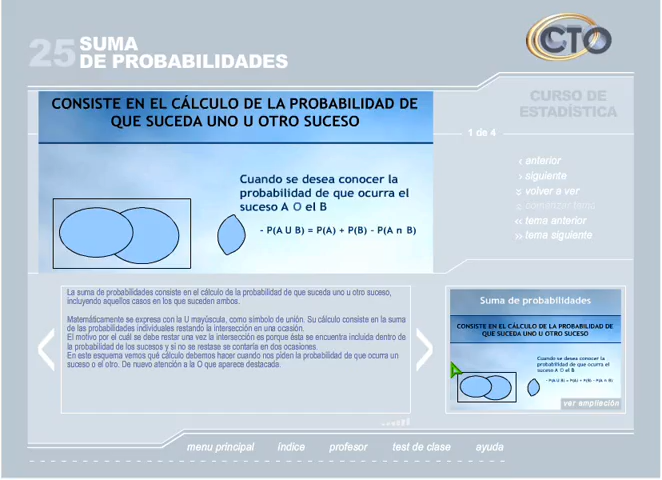 25 SUMA
DE PROBABILIDADES
CTO
CONSISTE EN EL CÁLCULO DE LA PROBABILIDAD DE
QUE SUCEDA UNO U OTRO SUCESO
Cuando se desea conocer la
probabilidad de que ocurra el
suceso A O el B
- P(A U B) = P(A) + P(B) - P(A n B)
CURSO DE
ESTADÍSTICA
1 de 4
‹ anterior
› siguiente
volver a ver
comenzar tema
‹‹ tema anterior
›› tema siguiente
La suma de probabilidades consiste en el cálculo de la probabilidad de que suceda uno u otro suceso,
incluyendo aquellos casos en los que suceden ambos.
Matemáticamente se expresa con la U mayúscula, como símbolo de unión. Su cálculo consiste en la suma
de las probabilidades individuales restando la intersección en una ocasión.
El motivo por el cuál se debe restar una vez la intersección es porque ésta se encuentra incluida dentro de
la probabilidad de los sucesos y si no se restase se contaría en dos ocasiones.
En este esquema vemos qué cálculo debemos hacer cuando nos piden la probabilidad de que ocurra un
suceso o el otro. De nuevo atención a la O que aparece destacada.
Suma de probabilidades
CONSISTE EN EL CÁLCULO DE LA PROBABILIDAD DE
QUE SUCEDA UNO U OTRO SUCESO
Cuando se desea conocer la
probabilidad de que ocurra el
suceso A O el B
- P(A U B) = P(A) + P(B) - P(A n B)
ver ampliación
menu principal índice profesor test de clase ayuda